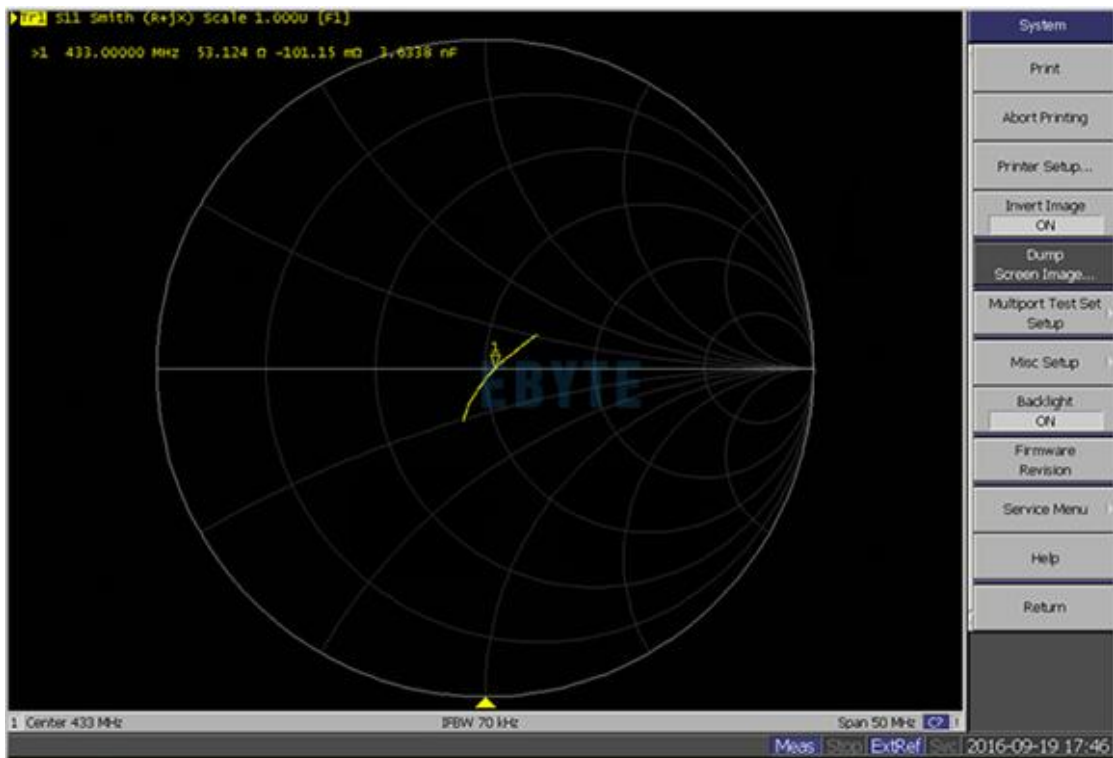 Tr1 S11 Smith (R+jX) Scale 1.000U [F1]
>1 433.00000 MHz 53.124 Ω -101.15 mΩ 3.6338 nF
1
EBYTE
System
Print
Abort Printing
Printer Setup...
Invert Image
ON
Dump
Screen Image...
Multiport Test Set
Setup
Misc Setup
Backlight
ON
Firmware
Revision
Service Menu
Help
Return
1 Center 433 MHz IFBW 70 kHz Span 50 MHz C? !
Meas Stop ExtRef Svc 2016-09-19 17:46